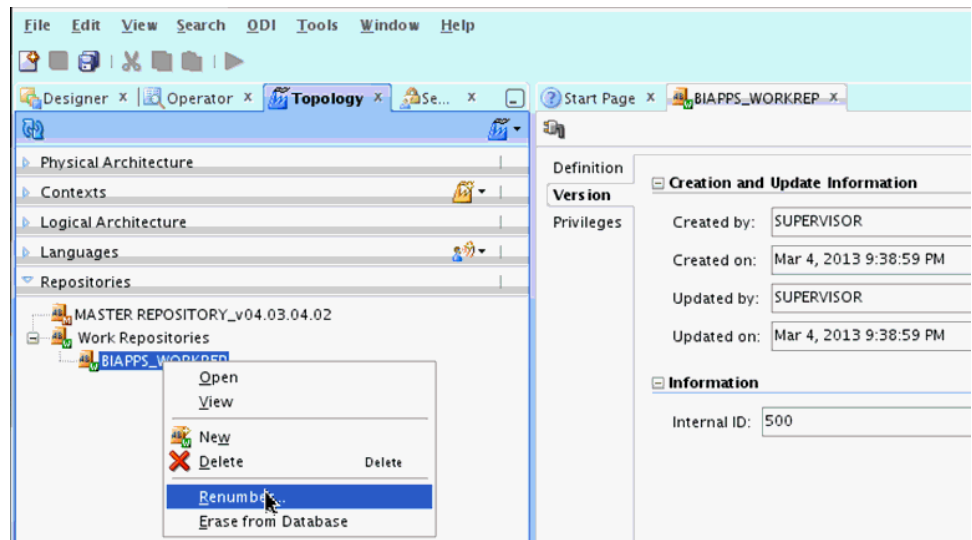 File Edit View Search ODI Tools Window Help
Designer x Operator x Topology x Se... x
Start Page x BIAPPS_WORKREP x
Physical Architecture
Contexts
Logical Architecture
Languages
Repositories
MASTER REPOSITORY_v04.03.04.02
Work Repositories
BIAPPS_WORKREP
Open
View
New
Delete Delete
Renumber...
Erase from Database
Definition
Version
Privileges
Creation and Update Information
Created by: SUPERVISOR
Created on: Mar 4, 2013 9:38:59 PM
Updated by: SUPERVISOR
Updated on: Mar 4, 2013 9:38:59 PM
Information
Internal ID: 500